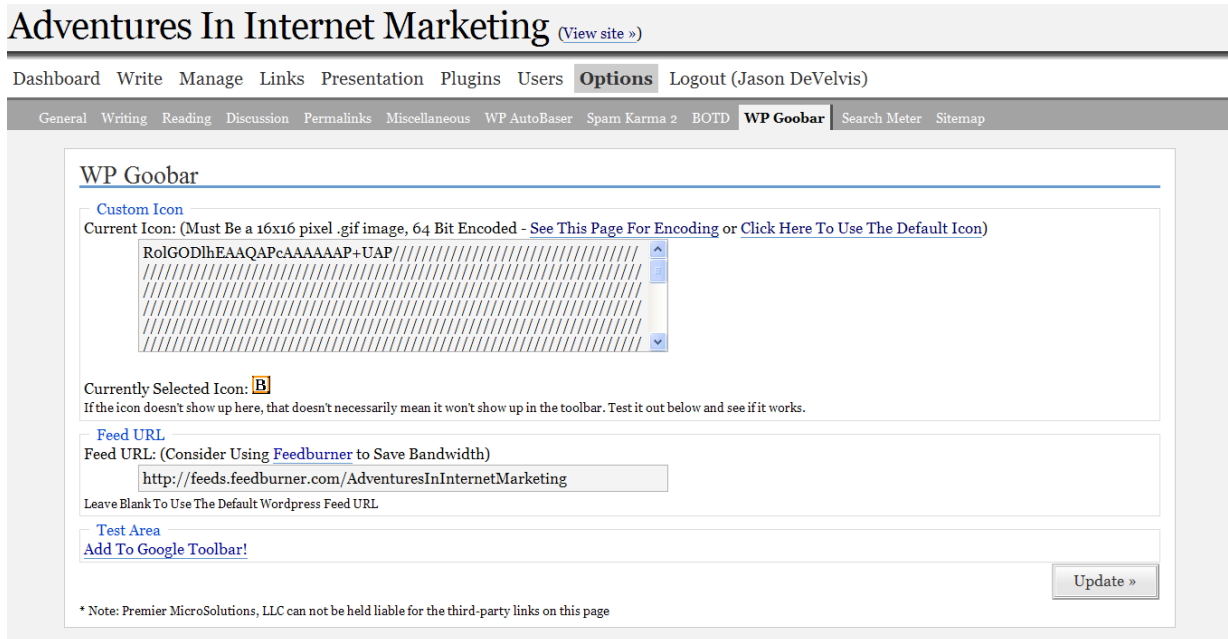 Adventures In Internet Marketing (View site »)
Dashboard Write Manage Links Presentation Plugins Users Options Logout (Jason DeVelvis)
General Writing Reading Discussion Permalinks Miscellaneous WP AutoBaser Spam Karma 2 BOTD WP Goobar Search Meter Sitemap
WP Goobar
Custom Icon
Current Icon: (Must Be a 16x16 pixel .gif image, 64 Bit Encoded - See This Page For Encoding or Click Here To Use The Default Icon)
R0lGODlhEAAQAPcAAAAAAP+UAP//////////////////////////////////
/////////////////////////////////////////////////////////////////////
/////////////////////////////////////////////////////////////////////
/////////////////////////////////////////////////////////////////////
/////////////////////////////////////////////////////////////////////
/////////////////////////////////////////////////////////////////////
Currently Selected Icon: B
If the icon doesn't show up here, that doesn't necessarily mean it won't show up in the toolbar. Test it out below and see if it works.
Feed URL
Feed URL: (Consider Using Feedburner to Save Bandwidth)
http://feeds.feedburner.com/AdventuresInInternetMarketing
Leave Blank To Use The Default Wordpress Feed URL
Test Area
Add To Google Toolbar!
Update »
* Note: Premier MicroSolutions, LLC can not be held liable for the third-party links on this page